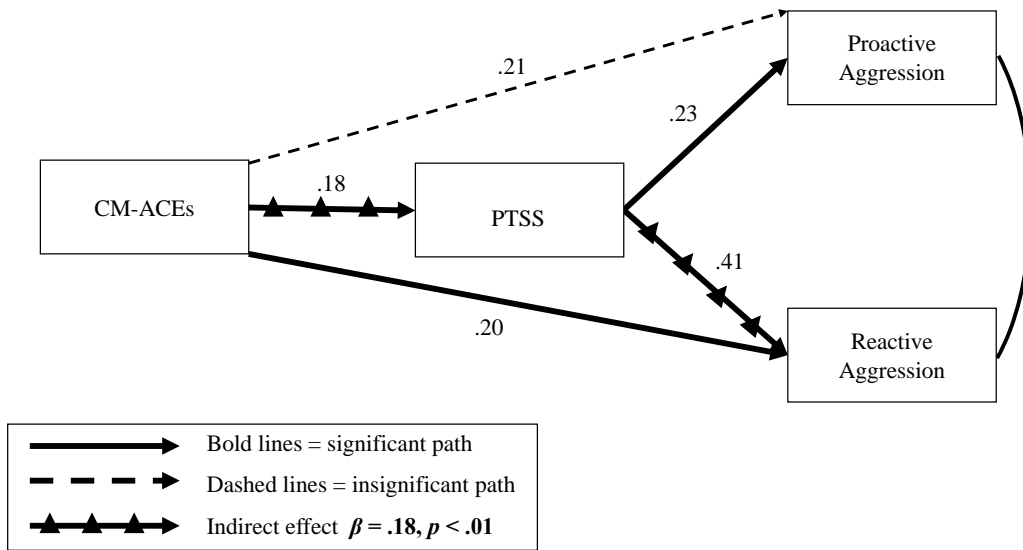 Proactive
Aggression
.21
.23
.18
CM-ACEs
PTSS
.41
.20
Reactive
Aggression
Bold lines = significant path
Dashed lines = insignificant path
Indirect effect β = .18, p < .01